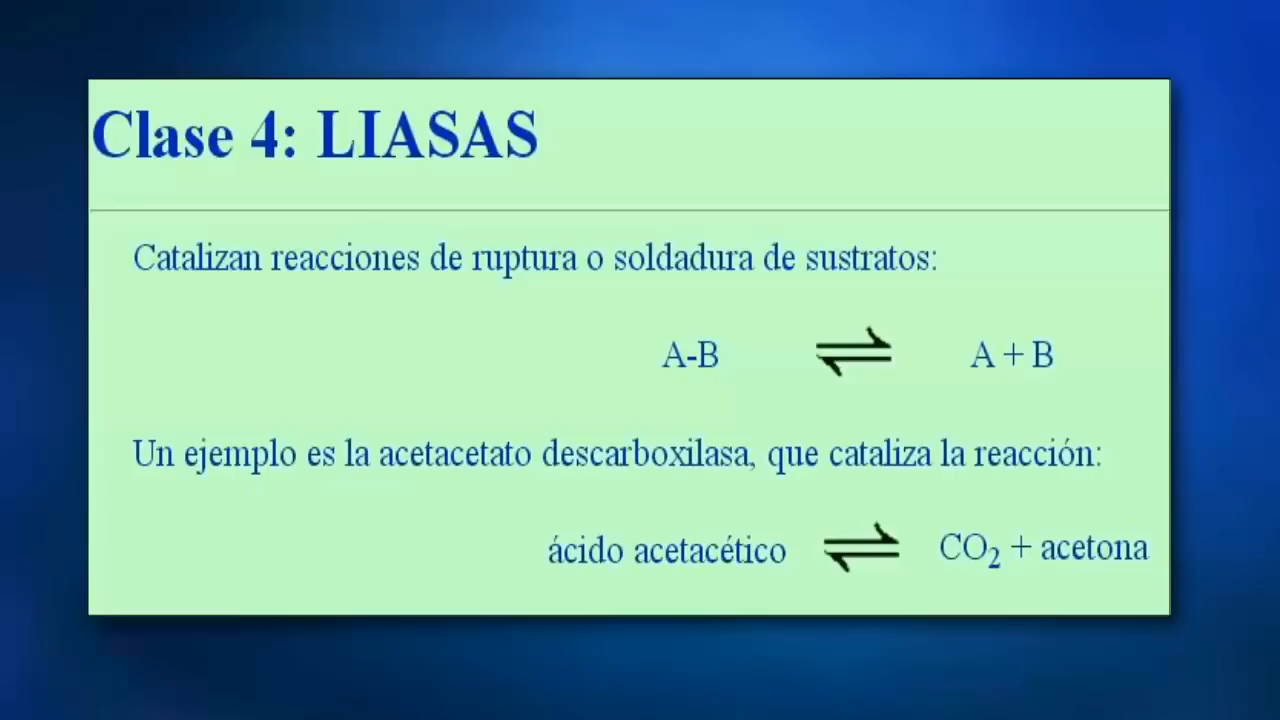 Clase 4: LIASAS
Catalizan reacciones de ruptura o soldadura de sustratos:
A-B ⇌ A + B
Un ejemplo es la acetacetato descarboxilasa, que cataliza la reacción:
ácido acetacético ⇌ CO₂ + acetona